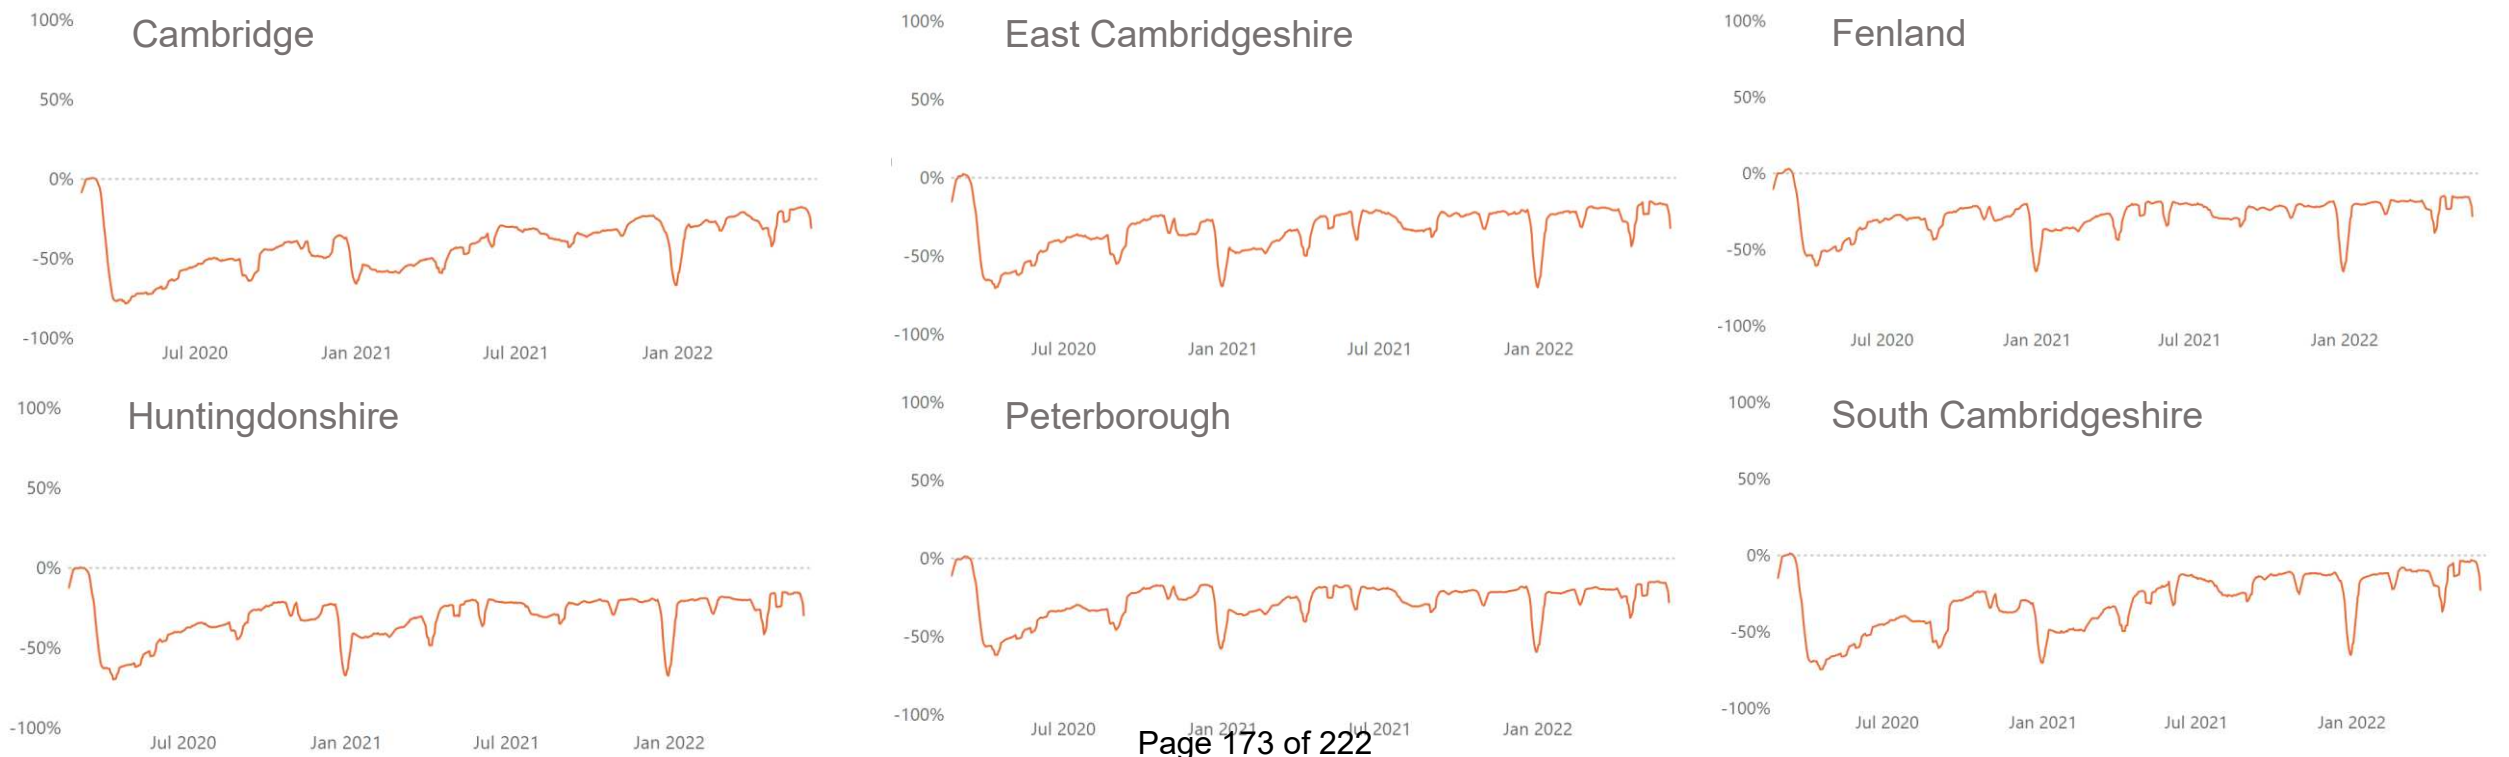 Cambridge
100%
50%
0%
-50%
-100%
Jul 2020
Jan 2021
Jul 2021
Jan 2022
East Cambridgeshire
100%
50%
0%
-50%
-100%
Jul 2020
Jan 2021
Jul 2021
Jan 2022
Fenland
100%
50%
0%
-50%
-100%
Jul 2020
Jan 2021
Jul 2021
Jan 2022
Huntingdonshire
100%
50%
0%
-50%
-100%
Jul 2020
Jan 2021
Jul 2021
Jan 2022
Peterborough
100%
50%
0%
-50%
-100%
Jul 2020
Jan 2021
Jul 2021
Jan 2022
South Cambridgeshire
100%
50%
0%
-50%
-100%
Jul 2020
Jan 2021
Jul 2021
Jan 2022
Page 173 of 222